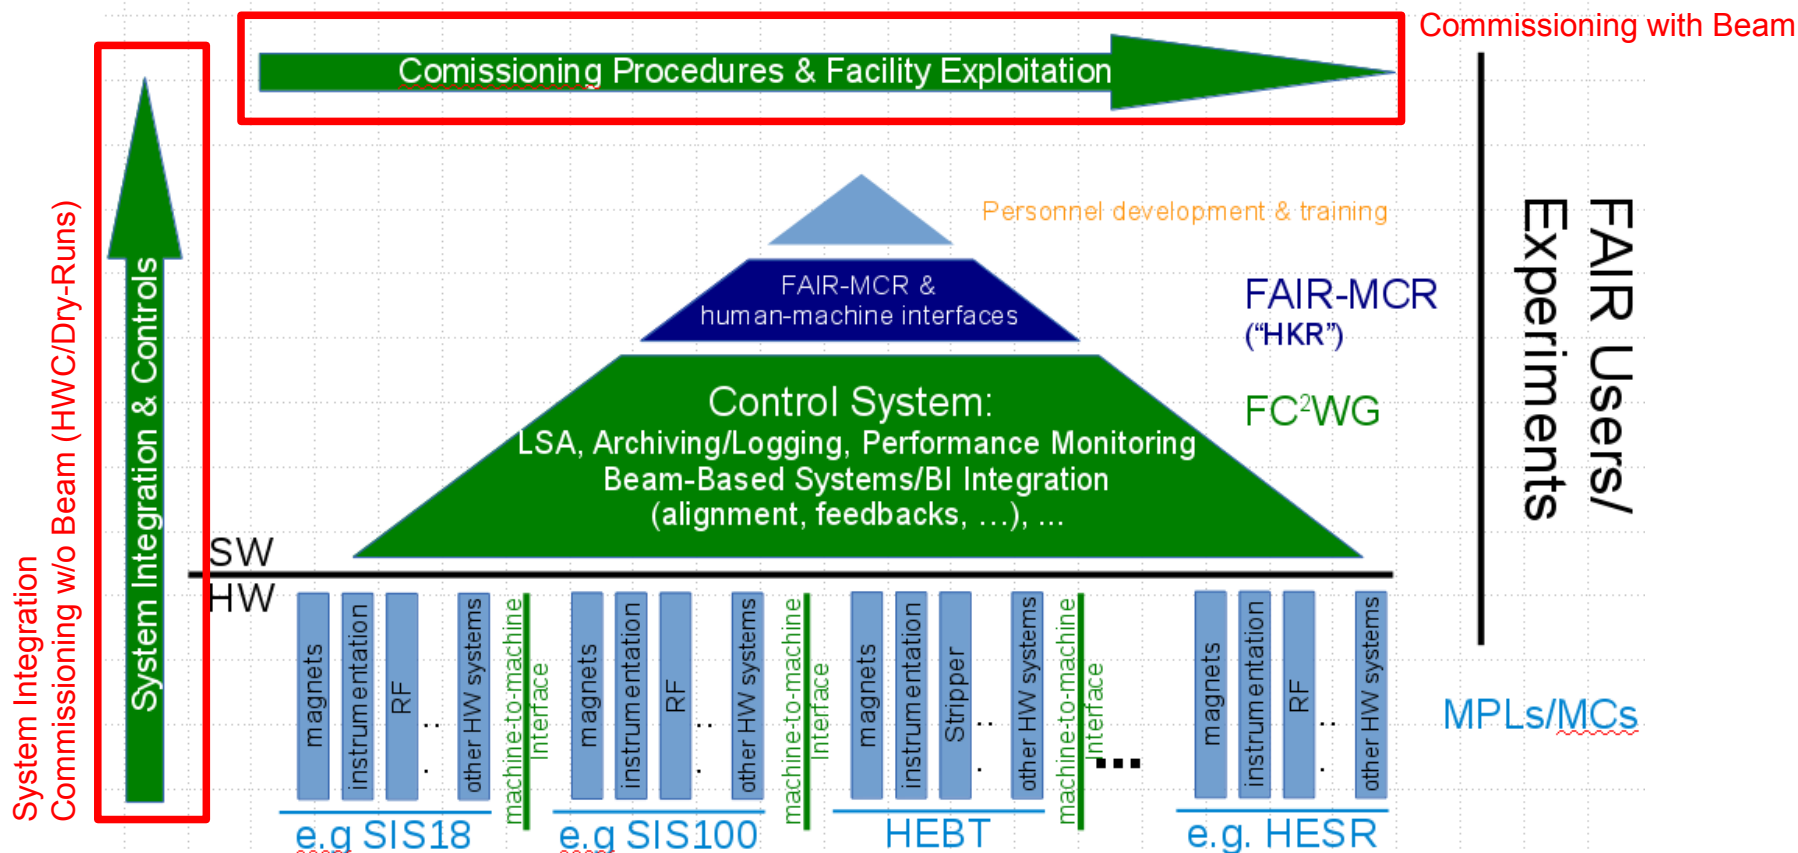 Commissioning with Beam
Comissioning Procedures & Facility Exploitation
System Integration
Commissioning w/o Beam (HWC/Dry-Runs)
System Integration & Controls
Personnel development & training
FAIR-MCR &
human-machine interfaces
FAIR-MCR
("HKR")
Control System:
LSA, Archiving/Logging, Performance Monitoring
Beam-Based Systems/BI Integration
(alignment, feedbacks, …), ...
FC²WG
FAIR Users/
Experiments
SW
HW
magnets
instrumentation
RF
.. .
other HW systems
machine-to-machine
Interface
magnets
instrumentation
RF
.. .
other HW systems
machine-to-machine
Interface
magnets
instrumentation
Stripper
.. .
other HW systems
machine-to-machine
Interface
...
magnets
instrumentation
RF
.. .
other HW systems
MPLs/MCs
e.g SIS18
e.g SIS100
HEBT
e.g. HESR